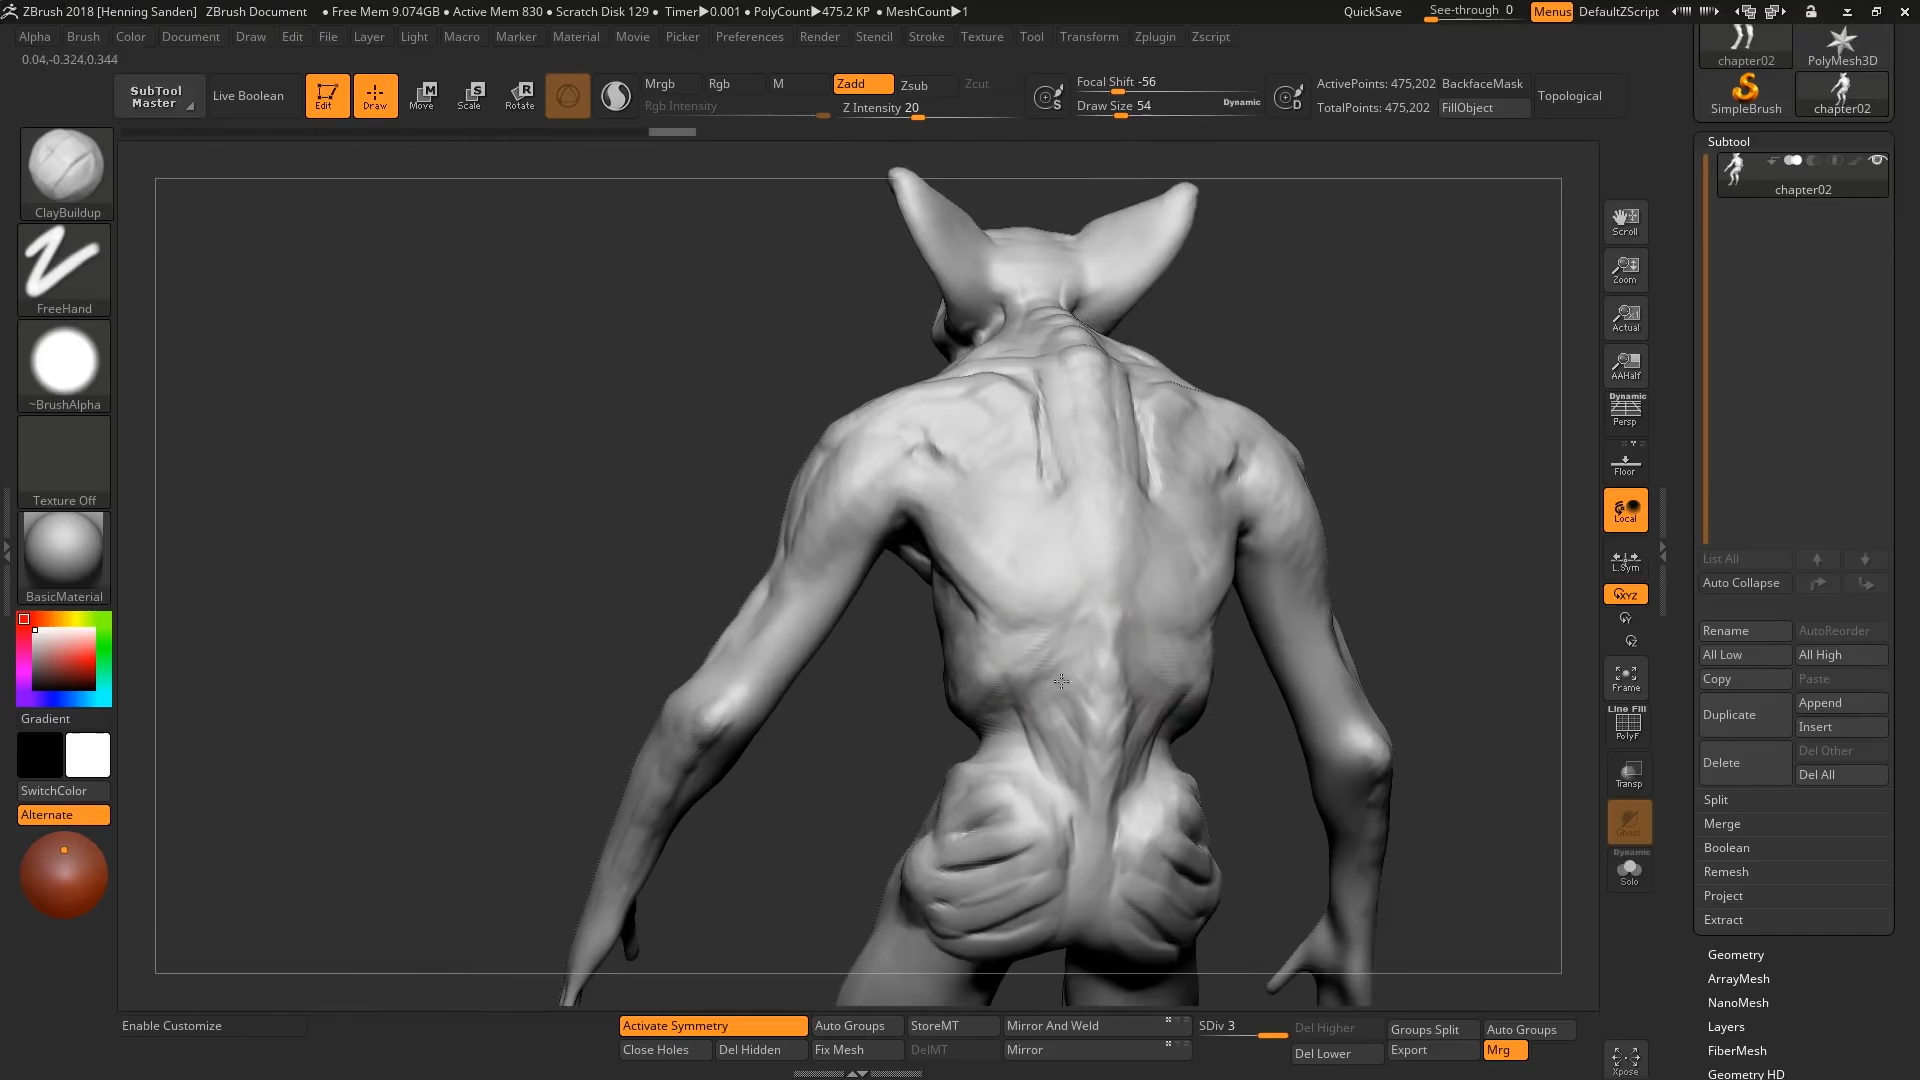 ZBrush 2018 [Henning Sanden] ZBrush Document • Free Mem 9.074GB • Active Mem 830 • Scratch Disk 129 • Timer▶0.001 • PolyCount▶475.2 KP • MeshCount▶1 QuickSave See-through 0 Menus DefaultZScript
Alpha Brush Color Document Draw Edit File Layer Light Macro Marker Material Movie Picker Preferences Render Stencil Stroke Texture Tool Transform Zplugin Zscript
0.04,-0.324,0.344
SubTool Master
Live Boolean
Edit Draw Move Scale Rotate
Mrgb Rgb M Zadd Zsub Zcut
Rgb Intensity Z Intensity 20
Focal Shift -56
Draw Size 54 Dynamic
ActivePoints: 475,202 BackfaceMask
TotalPoints: 475,202 FillObject
Topological
chapter02 PolyMesh3D
SimpleBrush chapter02
ClayBuildup
FreeHand
~BrushAlpha
Texture Off
BasicMaterial
Gradient
SwitchColor
Alternate
Scroll
Zoom
Actual
AAHalf
Dynamic
Persp
Floor
Local
L.Sym
XYZ
Frame
Line Fill
PolyF
Transp
Ghost
Dynamic
Solo
Xpose
Subtool
chapter02
List All
Auto Collapse
Rename AutoReorder
All Low All High
Copy Paste
Duplicate Append
Insert
Delete Del Other
Del All
Split
Merge
Boolean
Remesh
Project
Extract
Geometry
ArrayMesh
NanoMesh
Layers
FiberMesh
Geometry HD
Enable Customize
Activate Symmetry Auto Groups StoreMT Mirror And Weld SDiv 3 Del Higher Groups Split Auto Groups
Close Holes Del Hidden Fix Mesh DelMT Mirror Del Lower Export Mrg